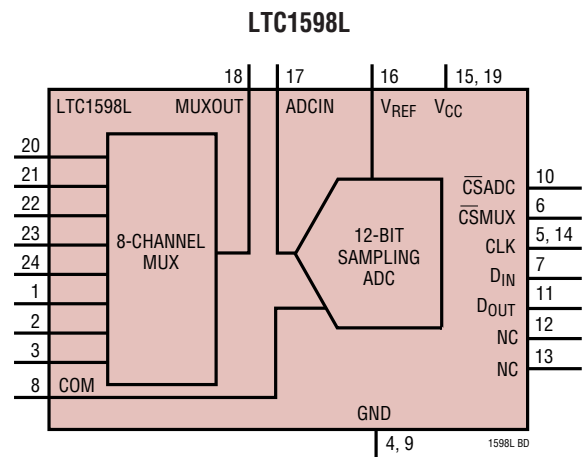 LTC1598L
18
17
16
15, 19
LTC1598L
MUXOUT
ADCIN
VREF
VCC
20
21
22
23
24
1
2
3
8
8-CHANNEL
MUX
12-BIT
SAMPLING
ADC
COM
CSADC
10
CSMUX
6
CLK
5, 14
DIN
7
DOUT
11
NC
12
NC
13
GND
4, 9
1598L BD